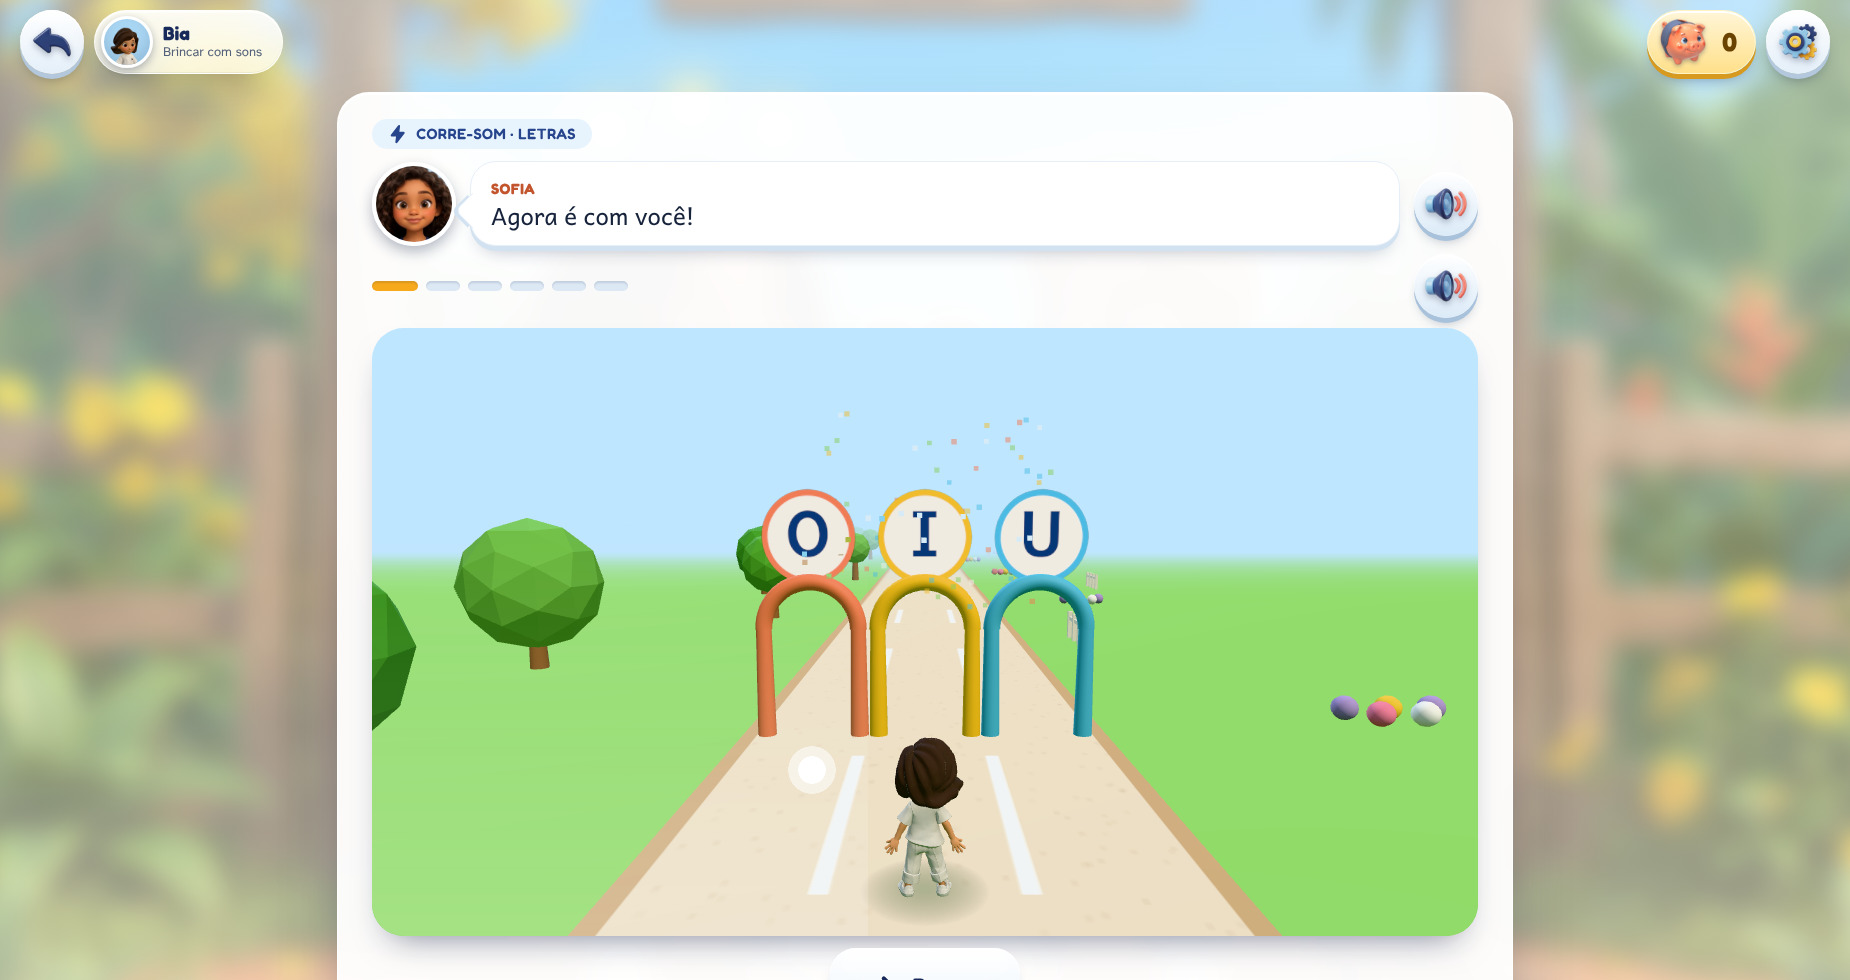 Bia
Brincar com sons
0
CORRE-SOM · LETRAS
SOFIA
Agora é com você!
O I U